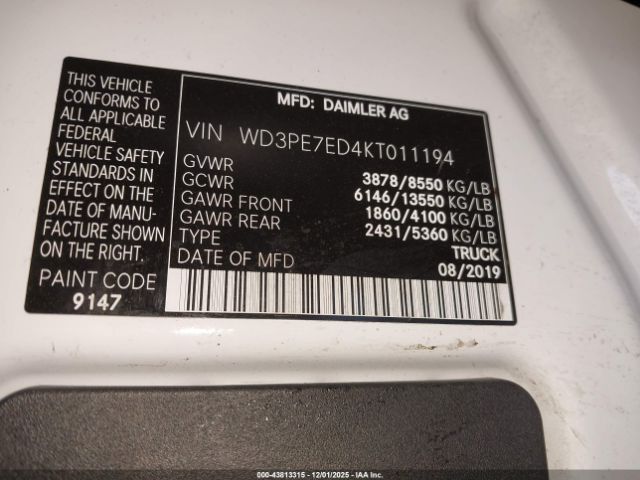 THIS VEHICLE
CONFORMS TO
ALL APPLICABLE
FEDERAL
VEHICLE SAFETY
STANDARDS IN
EFFECT ON THE
DATE OF MANU-
FACTURE SHOWN
ON THE RIGHT.
PAINT CODE
9147
MFD: DAIMLER AG
VIN WD3PE7ED4KT011194
GVWR 3878/8550 KG/LB
GCWR 6146/13550 KG/LB
GAWR FRONT 1860/4100 KG/LB
GAWR REAR 2431/5360 KG/LB
TYPE TRUCK
DATE OF MFD 08/2019
000-43813315 | 12/01/2025 | IAA Inc.